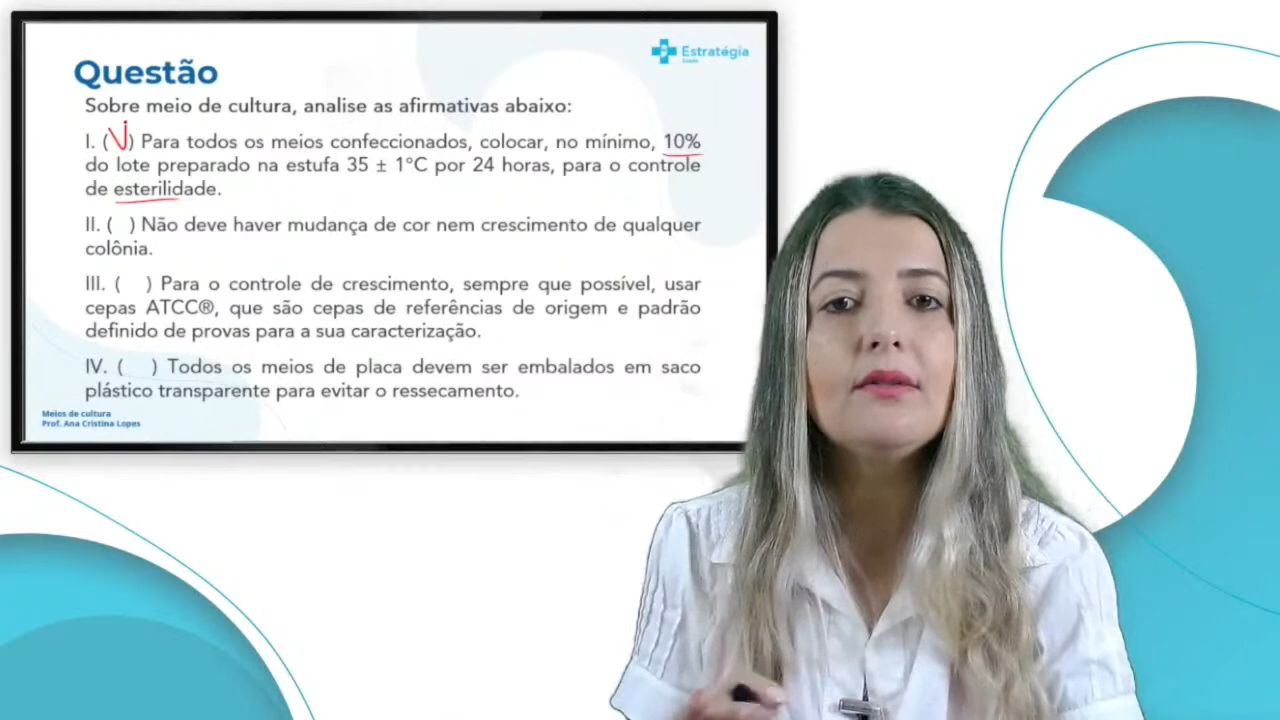 Questão
Estratégia
Sobre meio de cultura, analise as afirmativas abaixo:
I. (V) Para todos os meios confeccionados, colocar, no mínimo, 10%
do lote preparado na estufa 35 ± 1°C por 24 horas, para o controle
de esterilidade.
II. ( ) Não deve haver mudança de cor nem crescimento de qualquer
colônia.
III. ( ) Para o controle de crescimento, sempre que possível, usar
cepas ATCC®, que são cepas de referências de origem e padrão
definido de provas para a sua caracterização.
IV. ( ) Todos os meios de placa devem ser embalados em saco
plástico transparente para evitar o ressecamento.
Meios de cultura
Prof. Ana Cristina Lopes